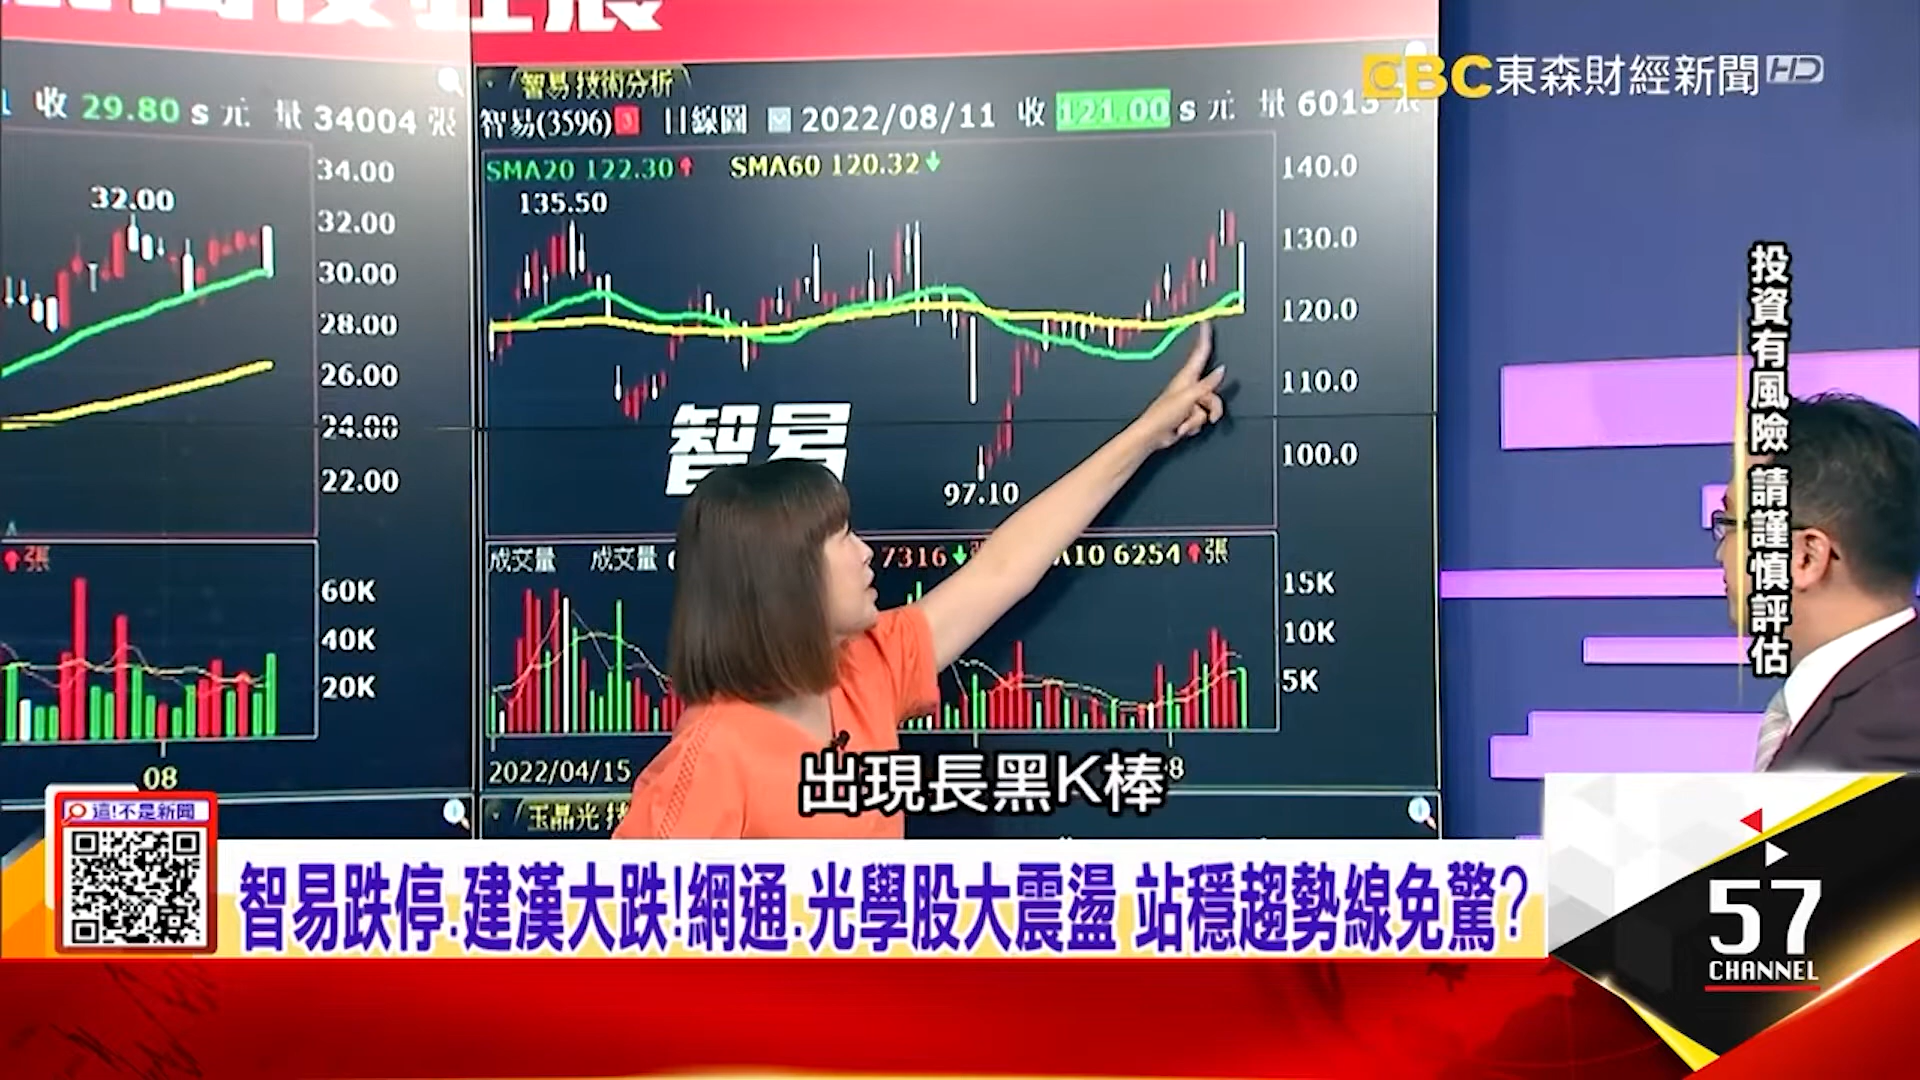 EBC東森財經新聞HD
收 29.80 s 元 量 34004 張
34.00
32.00
32.00
30.00
28.00
26.00
24.00
22.00
張
60K
40K
20K
08
智易 技術分析
智易(3596) 日線圖 2022/08/11 收 121.00 s 元 量 6013 張
SMA20 122.30 SMA60 120.32
135.50
140.0
130.0
120.0
110.0
100.0
97.10
智易
成交量 成交量 7316 A10 6254 張
15K
10K
5K
2022/04/15
玉晶光
投資有風險 請謹慎評估
出現長黑K棒
這!不是新聞
智易跌停.建漢大跌!網通.光學股大震盪 站穩趨勢線免驚?
57
CHANNEL